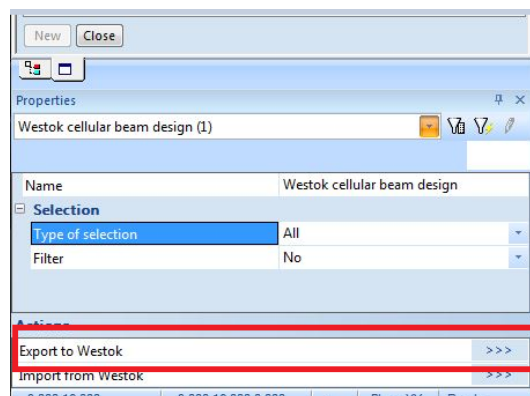 New Close
Properties
Westok cellular beam design (1)
Name Westok cellular beam design
Selection
Type of selection All
Filter No
Actions
Export to Westok >>>
Import from Westok >>>